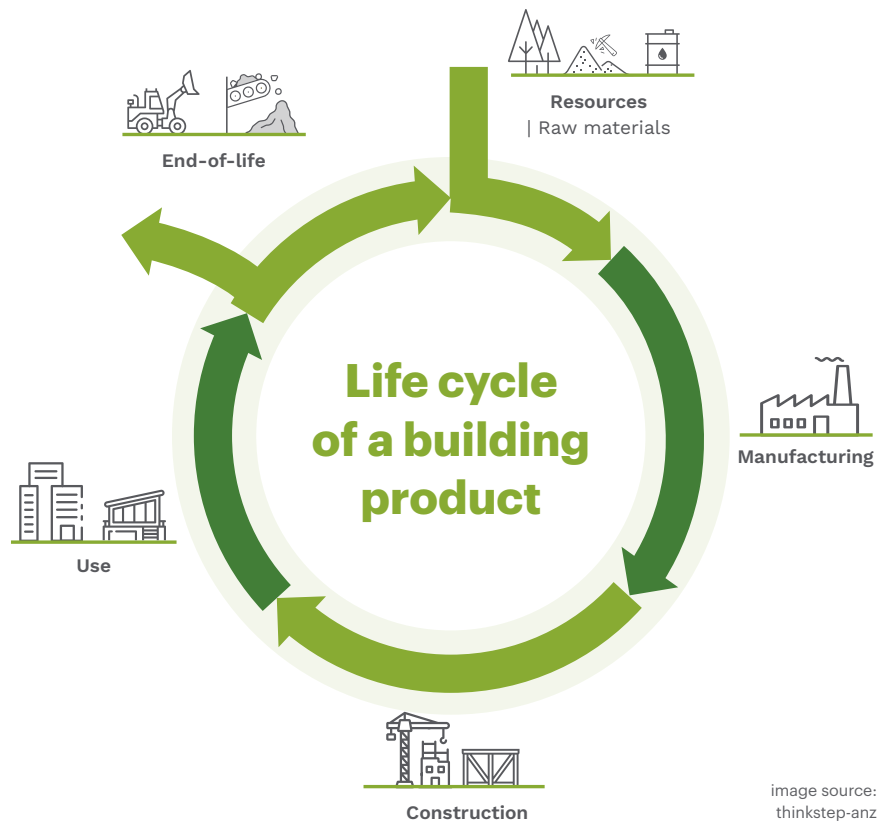 Resources
| Raw materials
End-of-life
Life cycle
of a building
product
Manufacturing
Use
Construction
image source:
thinkstep-anz